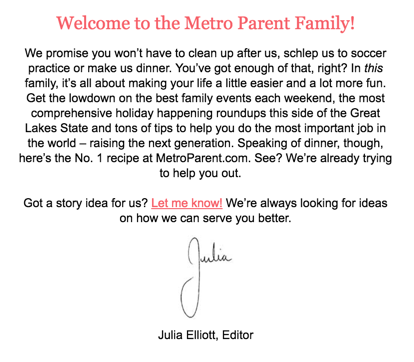 Welcome to the Metro Parent Family!
We promise you won't have to clean up after us, schlep us to soccer
practice or make us dinner. You've got enough of that, right? In this
family, it's all about making your life a little easier and a lot more fun.
Get the lowdown on the best family events each weekend, the most
comprehensive holiday happening roundups this side of the Great
Lakes State and tons of tips to help you do the most important job in
the world – raising the next generation. Speaking of dinner, though,
here's the No. 1 recipe at MetroParent.com. See? We're already trying
to help you out.
Got a story idea for us? Let me know! We're always looking for ideas
on how we can serve you better.
Julia
Julia Elliott, Editor